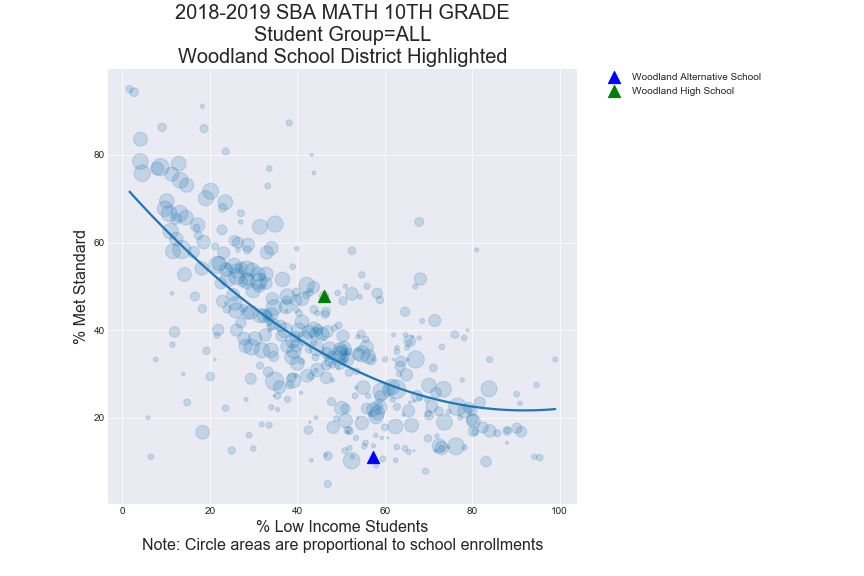 2018-2019 SBA MATH 10TH GRADE
Student Group=ALL
Woodland School District Highlighted
Woodland Alternative School
Woodland High School
% Met Standard
80
60
40
20
0 20 40 60 80 100
% Low Income Students
Note: Circle areas are proportional to school enrollments